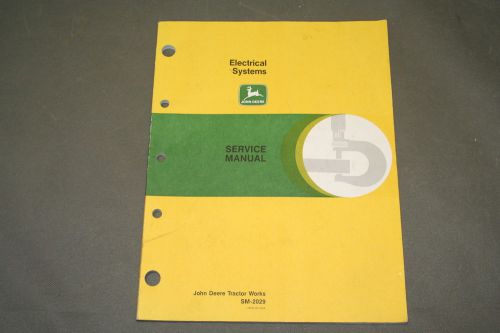 Electrical
Systems
JOHN DEERE
SERVICE
MANUAL
John Deere Tractor Works
SM-2029